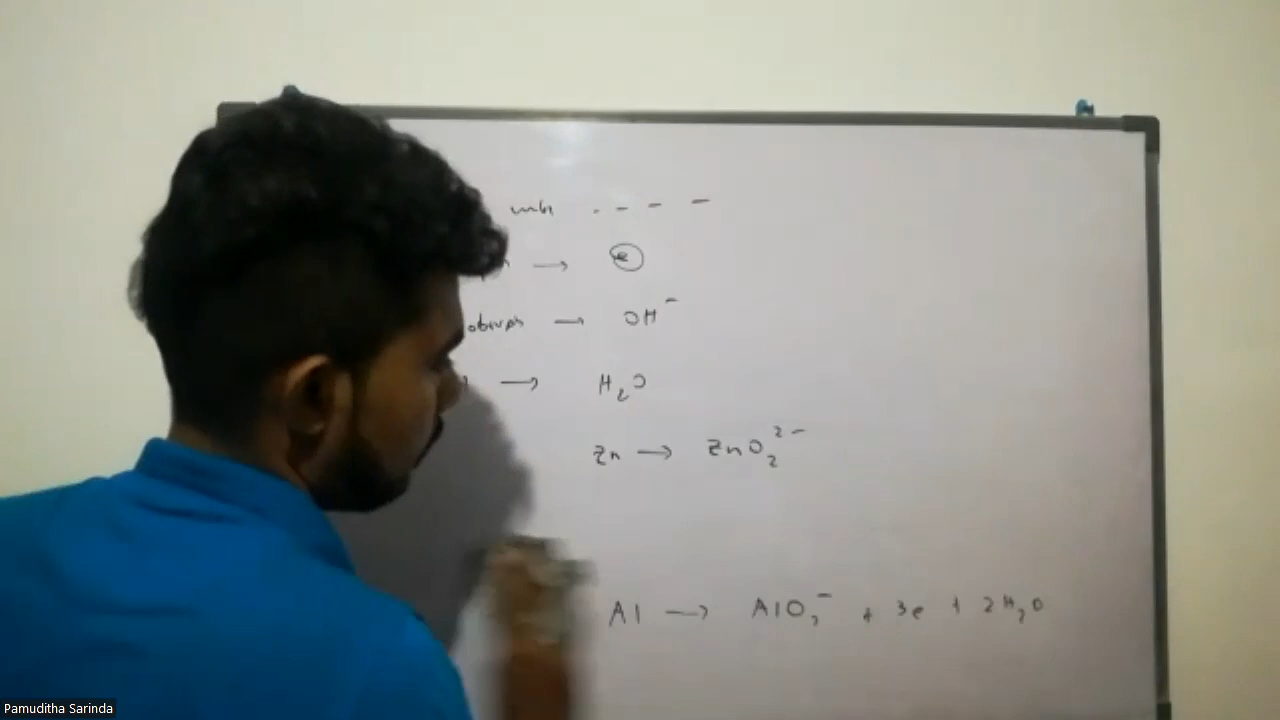 . - - -
→ e
→ OH⁻
→ H₂O
Zn → ZnO₂²⁻
Al → AlO₂⁻ + 3e + 2H₂O
Pamuditha Sarinda